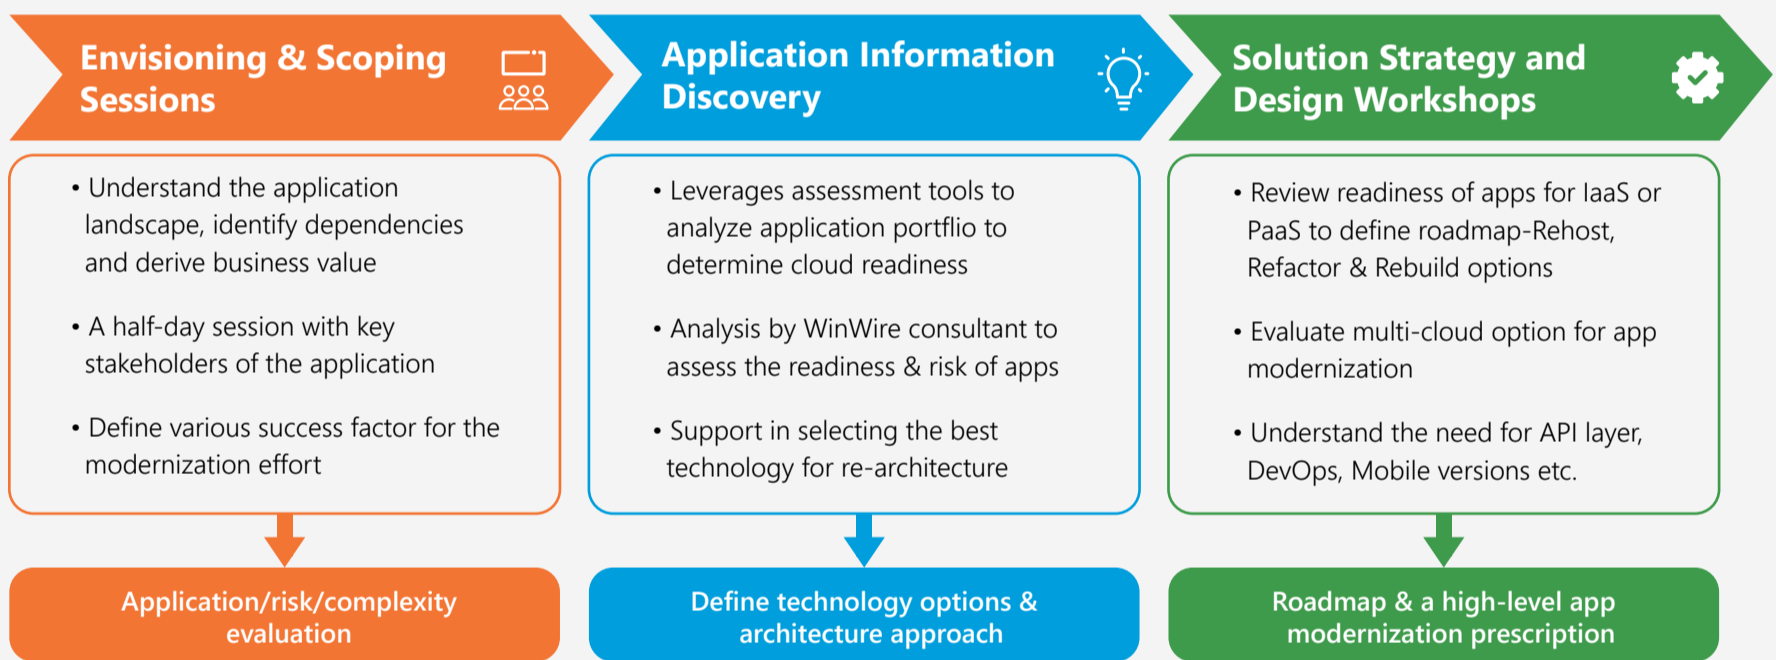 Envisioning & Scoping
Sessions
• Understand the application
landscape, identify dependencies
and derive business value
• A half-day session with key
stakeholders of the application
• Define various success factor for the
modernization effort
Application/risk/complexity
evaluation
Application Information
Discovery
• Leverages assessment tools to
analyze application portflio to
determine cloud readiness
• Analysis by WinWire consultant to
assess the readiness & risk of apps
• Support in selecting the best
technology for re-architecture
Define technology options &
architecture approach
Solution Strategy and
Design Workshops
• Review readiness of apps for IaaS or
PaaS to define roadmap-Rehost,
Refactor & Rebuild options
• Evaluate multi-cloud option for app
modernization
• Understand the need for API layer,
DevOps, Mobile versions etc.
Roadmap & a high-level app
modernization prescription